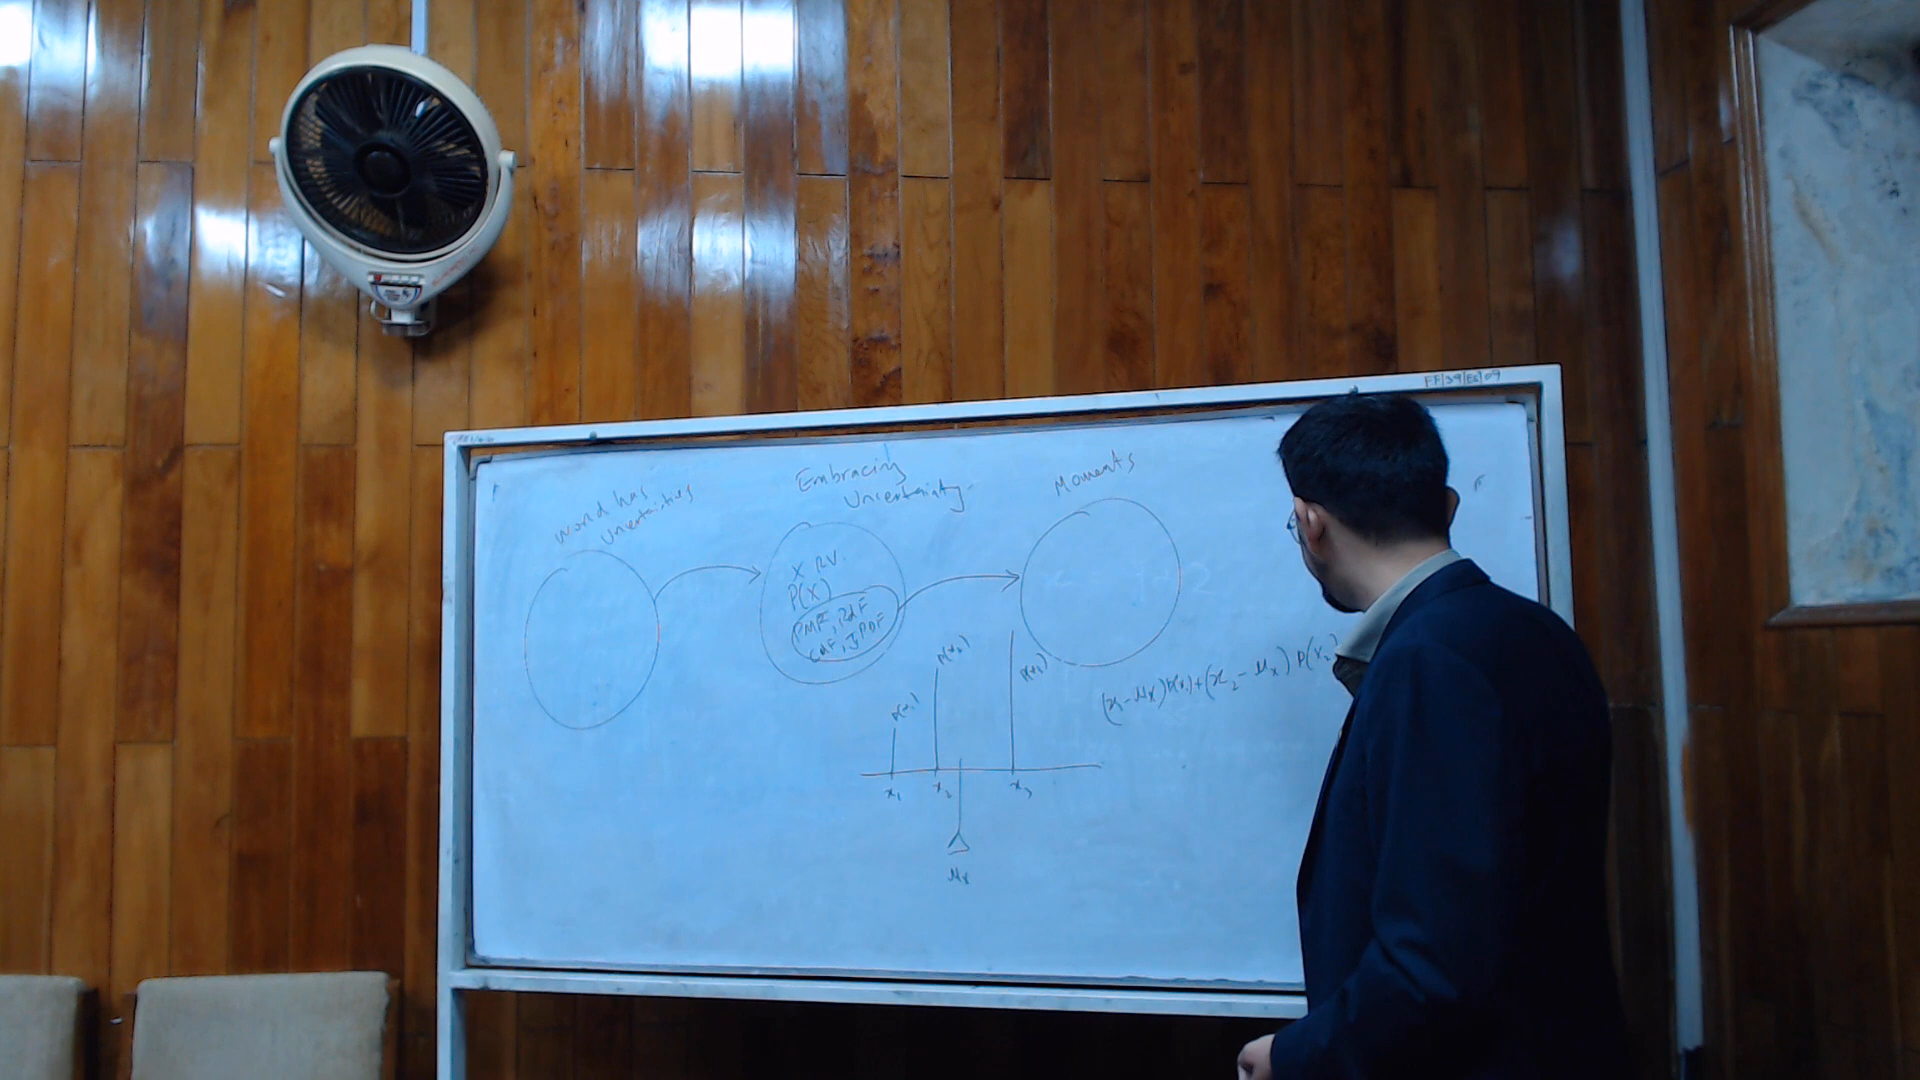 World has
Uncertainties
Embracing
Uncertainty
Moments
X RV.
P(X)
PMF, PdF
CdF, JPDF
P(x₁)
P(x₂)
(x₁-μₓ)P(x₁)+(x₂-μₓ)P(x₂)
x₁ x₂ x₃
μₓ